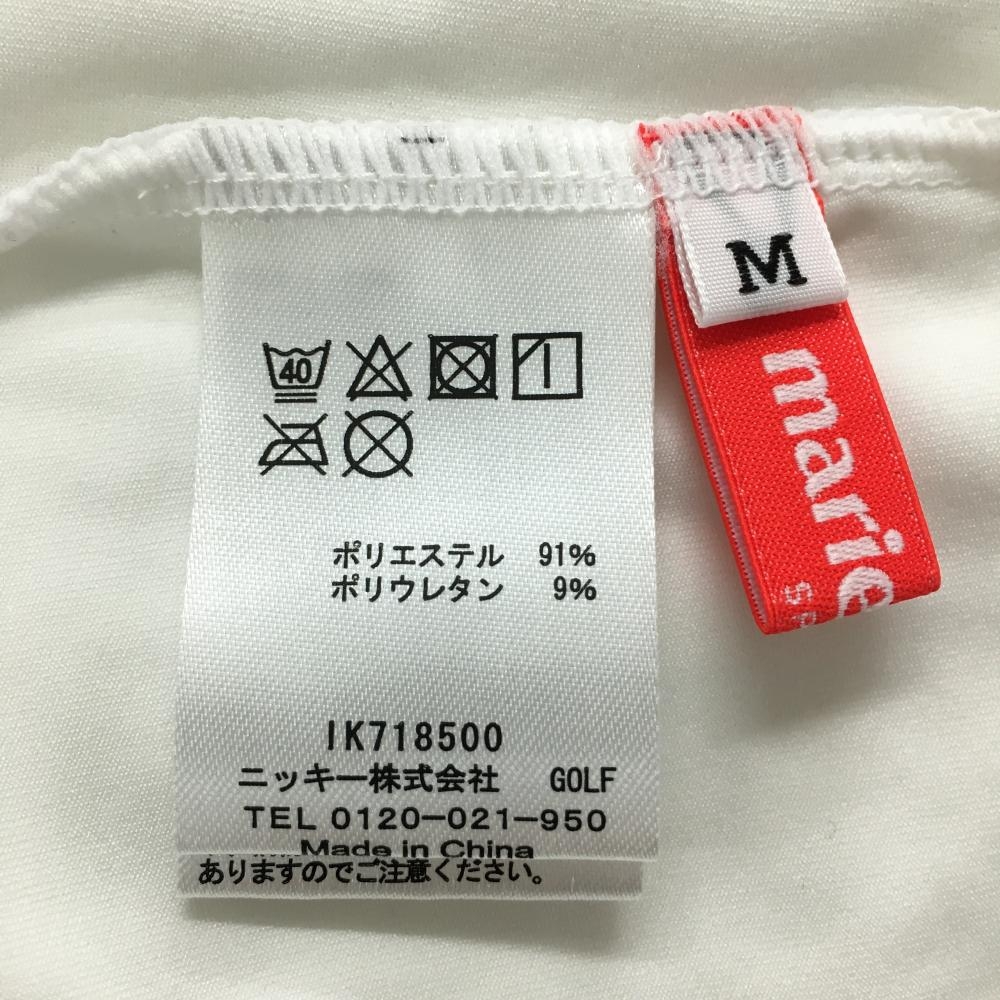 40
ポリエステル 91%
ポリウレタン 9%
IK718500
ニッキー株式会社 GOLF
TEL 0120-021-950
Made in China
ありますのでご注意ください。
M
marie